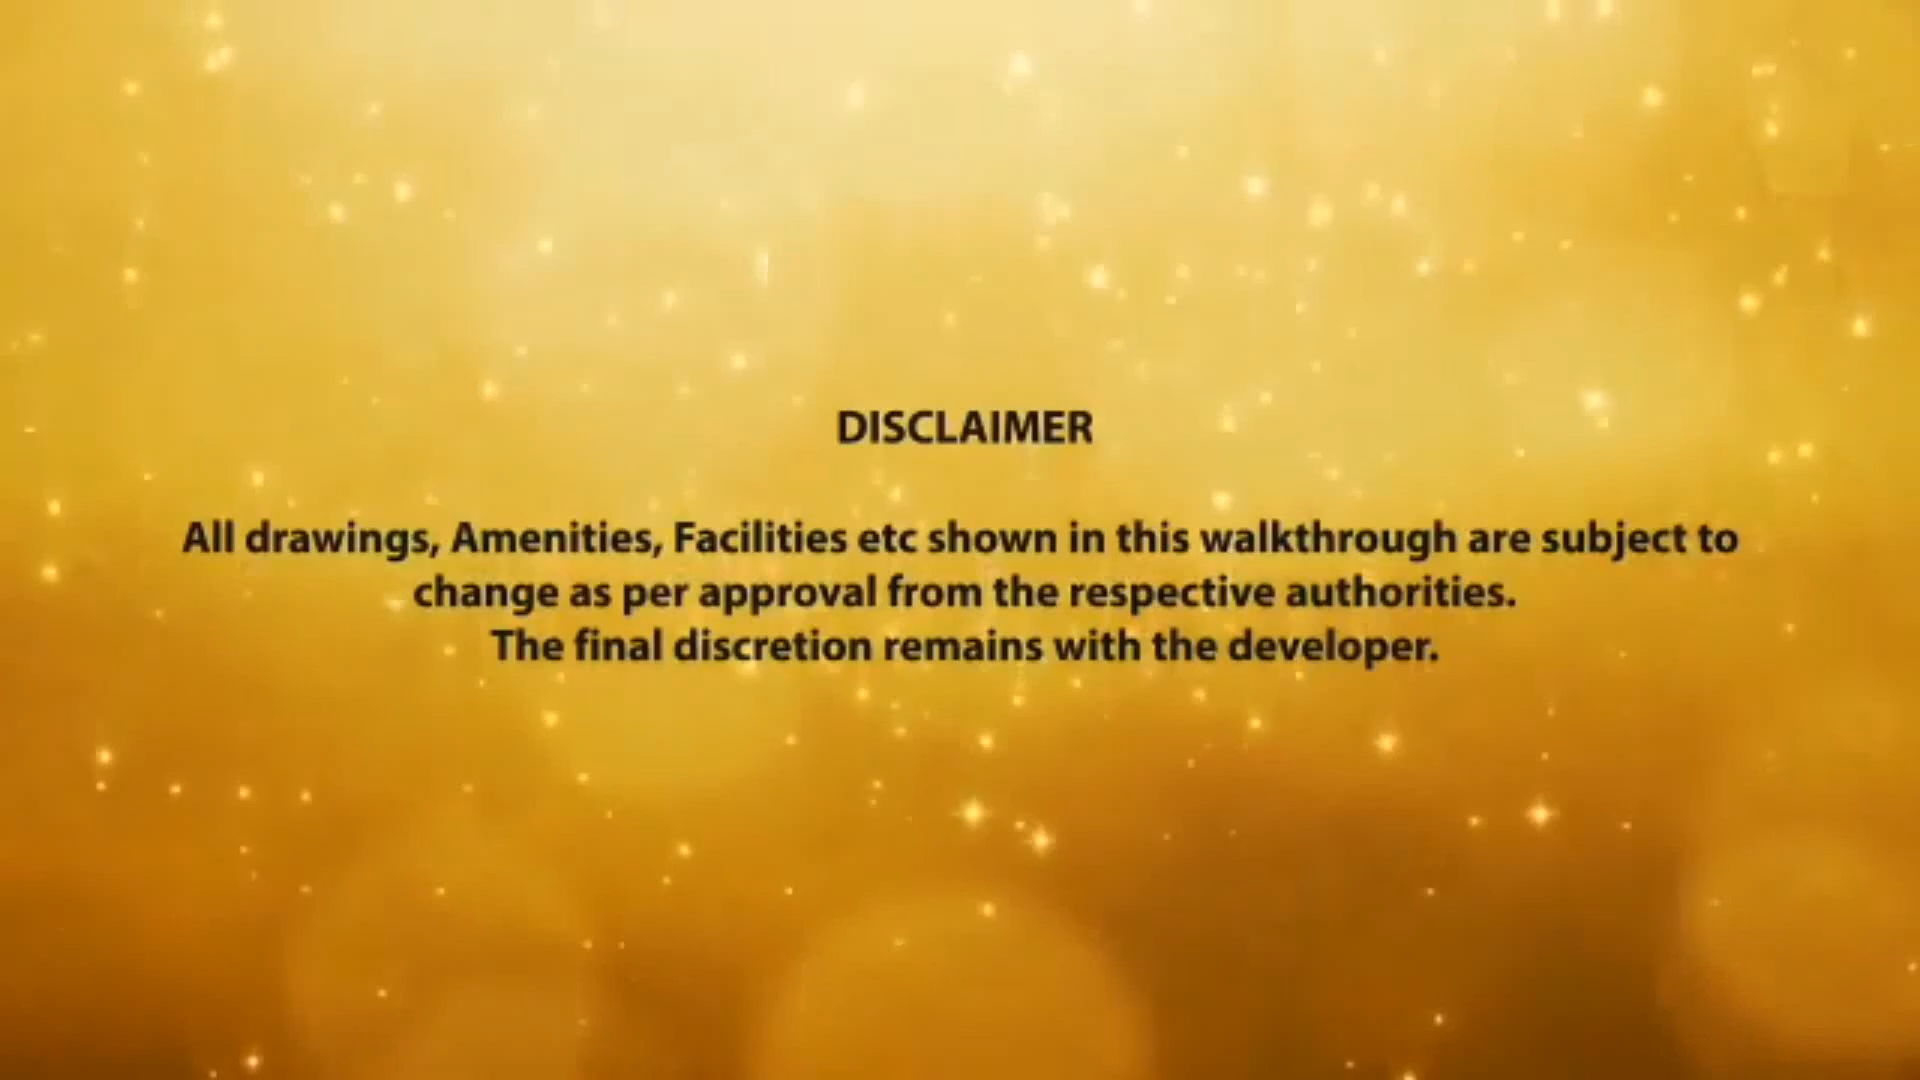 DISCLAIMER
All drawings, Amenities, Facilities etc shown in this walkthrough are subject to
change as per approval from the respective authorities.
The final discretion remains with the developer.